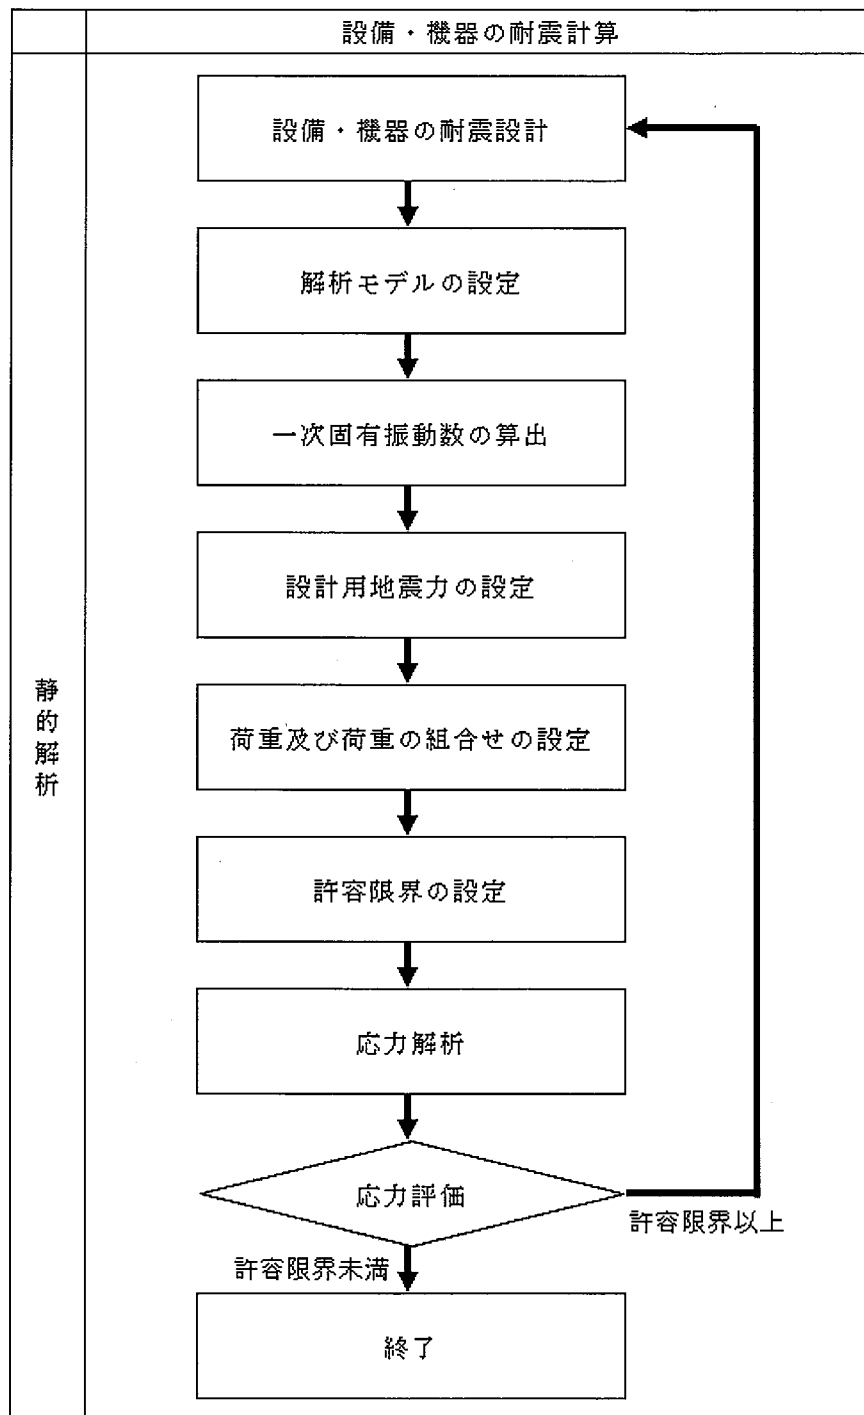 設備・機器の耐震計算
静的解析
設備・機器の耐震設計
解析モデルの設定
一次固有振動数の算出
設計用地震力の設定
荷重及び荷重の組合せの設定
許容限界の設定
応力解析
応力評価
許容限界以上
許容限界未満
終了